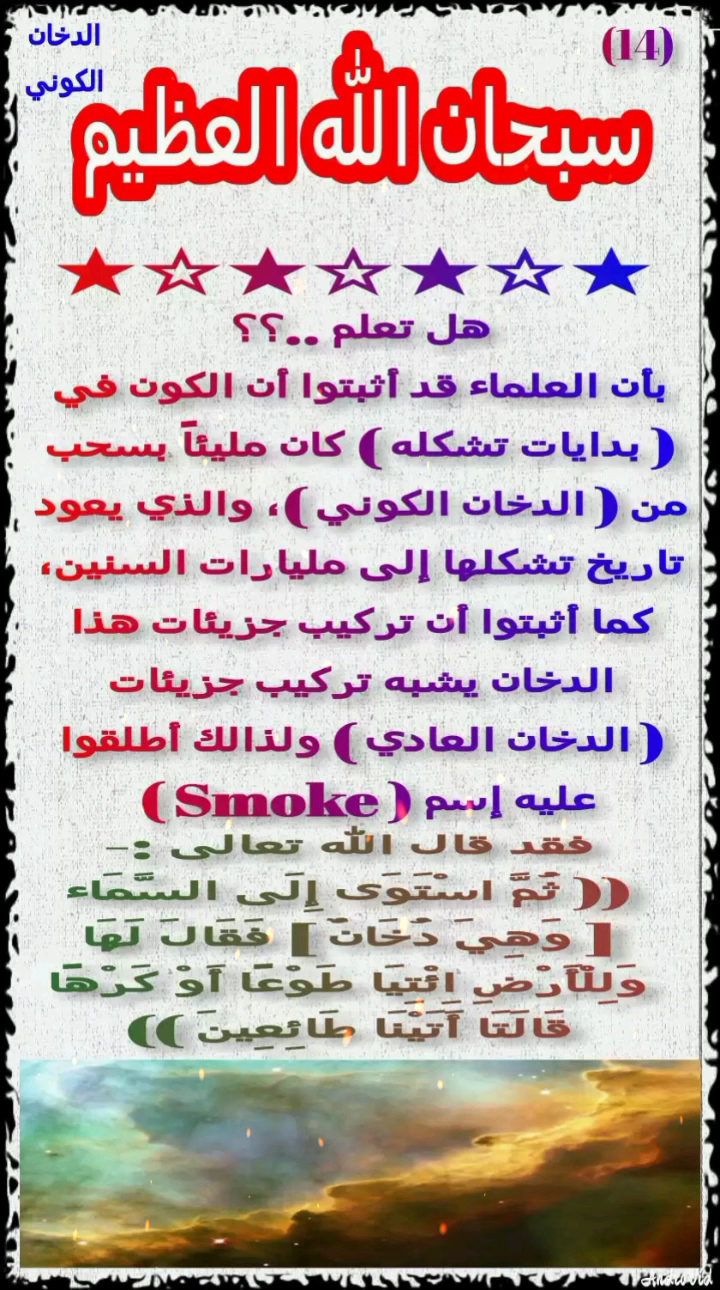 (14)
الدخان
الكوني
سبحان الله العظيم
هل تعلم ..؟؟
بأن العلماء قد أثبتوا أن الكون في
( بدايات تشكله ) كان مليئاً بسحب
من ( الدخان الكوني )، والذي يعود
تاريخ تشكلها إلى مليارات السنين،
كما أثبتوا أن تركيب جزيئات هذا
الدخان يشبه تركيب جزيئات
( الدخان العادي ) ولذالك أطلقوا
عليه إسم ( Smoke )
فقد قال الله تعالى :-
(( ثُمَّ اسْتَوَى إِلَى السَّمَاء
[ وَهِيَ دُخَانٌ ] فَقَالَ لَهَا
وَلِلْأَرْضِ ائْتِيَا طَوْعًا أَوْ كَرْهًا
قَالَتَا أَتَيْنَا طَائِعِينَ ))